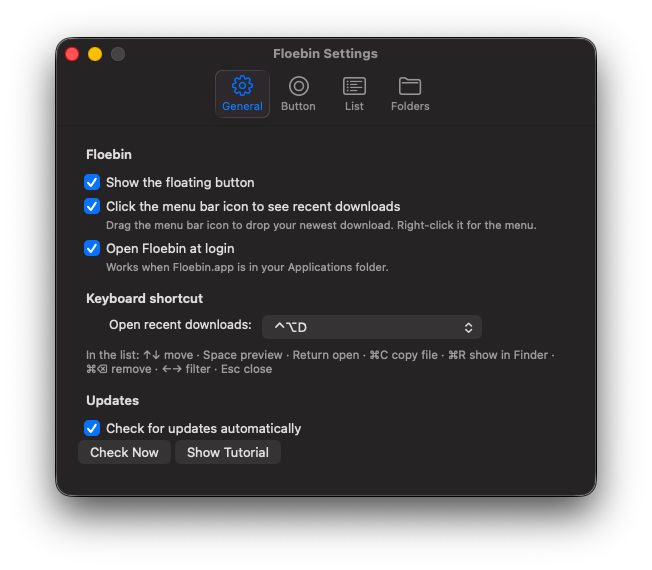 Floebin Settings
General Button List Folders
Floebin
Show the floating button
Click the menu bar icon to see recent downloads
Drag the menu bar icon to drop your newest download. Right-click it for the menu.
Open Floebin at login
Works when Floebin.app is in your Applications folder.
Keyboard shortcut
Open recent downloads: ^⌥D
In the list: ↑↓ move · Space preview · Return open · ⌘C copy file · ⌘R show in Finder ·
⌘⌫ remove · ←→ filter · Esc close
Updates
Check for updates automatically
Check Now Show Tutorial